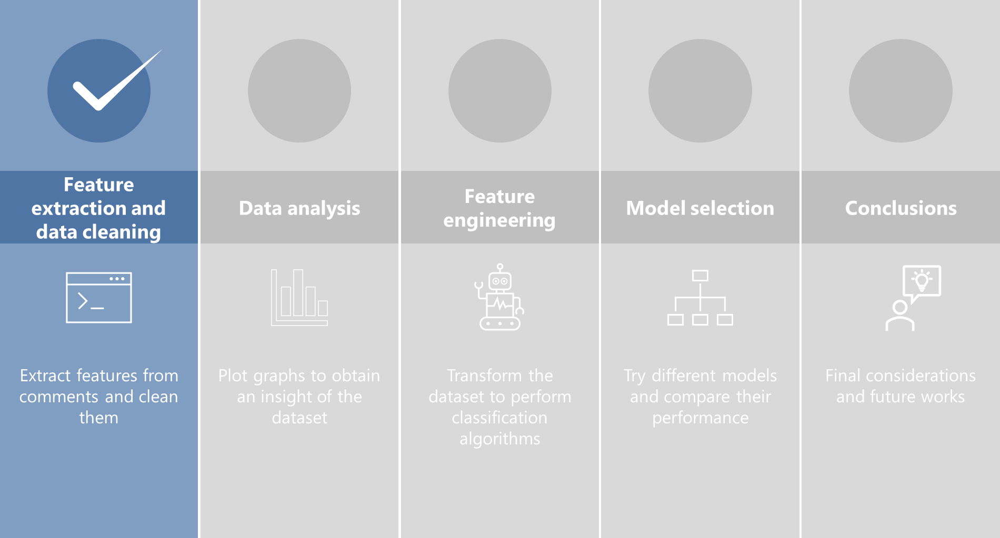 Feature
extraction and
data cleaning
Extract features from
comments and clean
them
Data analysis
Plot graphs to obtain
an insight of the
dataset
Feature
engineering
Transform the
dataset to perform
classification
algorithms
Model selection
Try different models
and compare their
performance
Conclusions
Final considerations
and future works